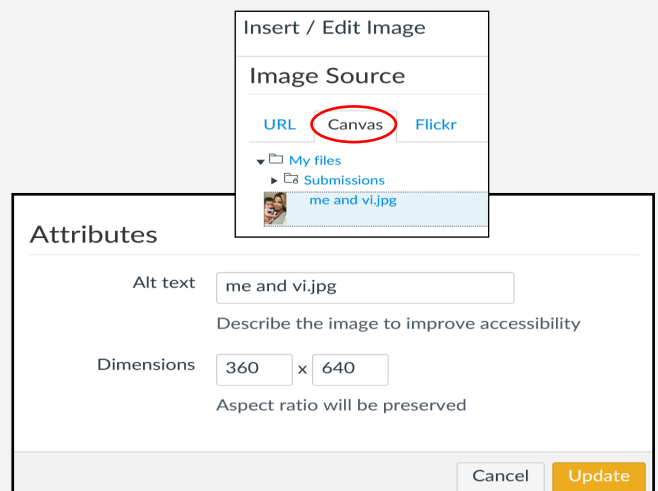 Insert / Edit Image
Image Source
URL Canvas Flickr
My files
Submissions
me and vi.jpg
Attributes
Alt text me and vi.jpg
Describe the image to improve accessibility
Dimensions 360 x 640
Aspect ratio will be preserved
Cancel Update